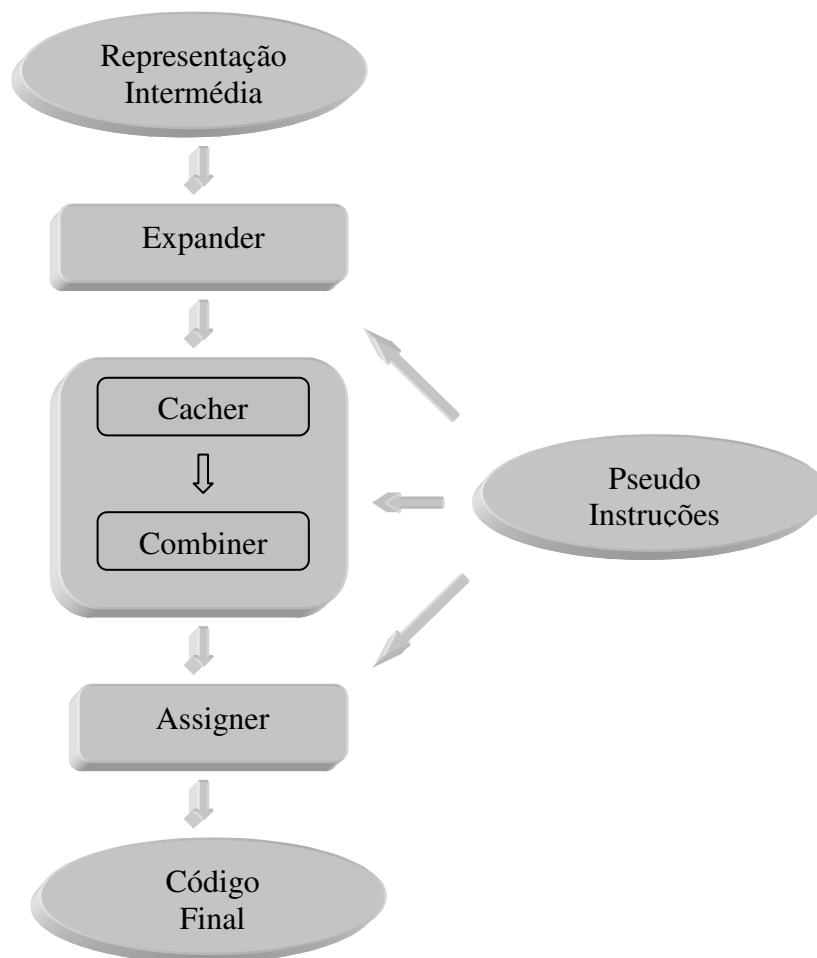 Representação
Intermédia
Expander
Cacher
Combiner
Pseudo
Instruções
Assigner
Código
Final